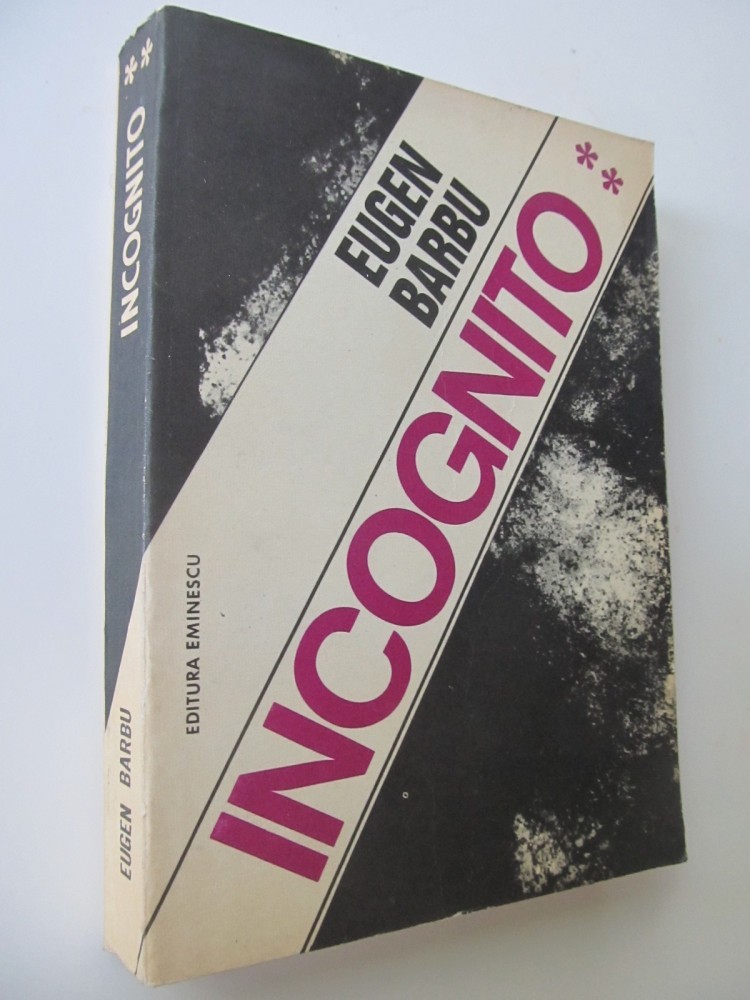 EUGEN
BARBU
INCOGNITO **
EDITURA EMINESCU
EUGEN BARBU
INCOGNITO **